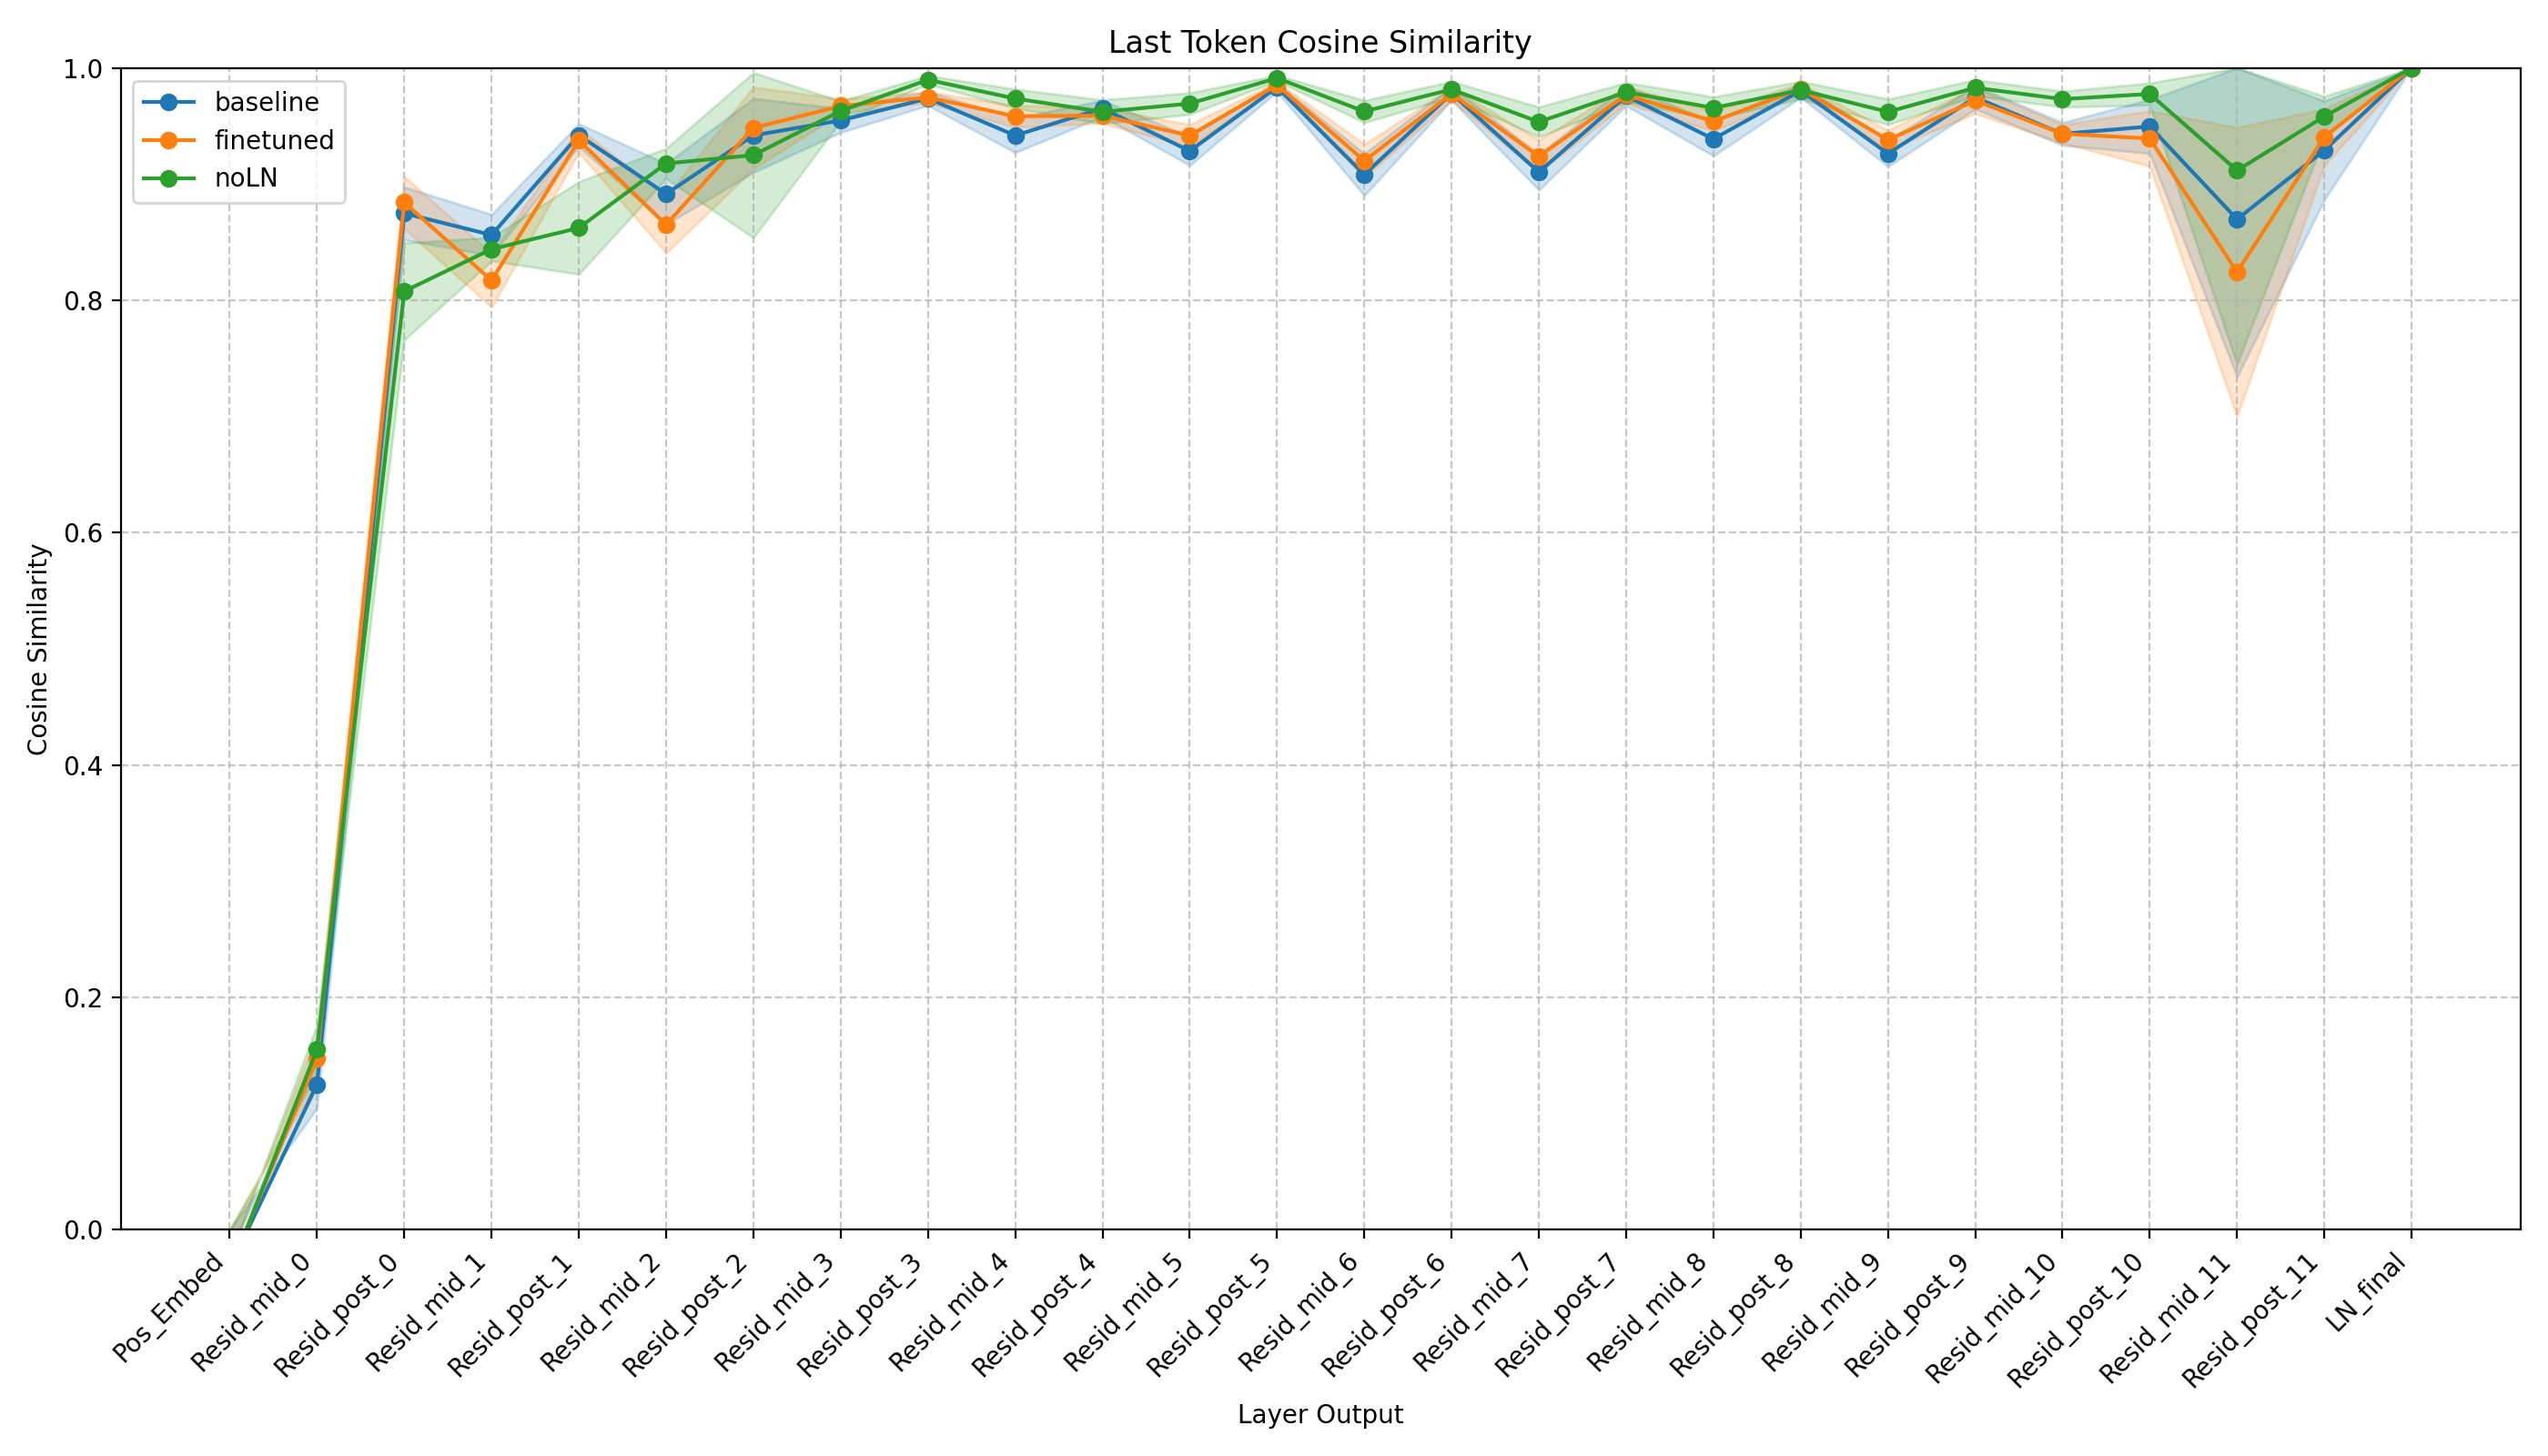 Last Token Cosine Similarity
baseline
finetuned
noLN
Cosine Similarity
1.0
0.8
0.6
0.4
0.2
0.0
Pos_Embed
Resid_mid_0
Resid_post_0
Resid_mid_1
Resid_post_1
Resid_mid_2
Resid_post_2
Resid_mid_3
Resid_post_3
Resid_mid_4
Resid_post_4
Resid_mid_5
Resid_post_5
Resid_mid_6
Resid_post_6
Resid_mid_7
Resid_post_7
Resid_mid_8
Resid_post_8
Resid_mid_9
Resid_post_9
Resid_mid_10
Resid_post_10
Resid_mid_11
Resid_post_11
LN_final
Layer Output